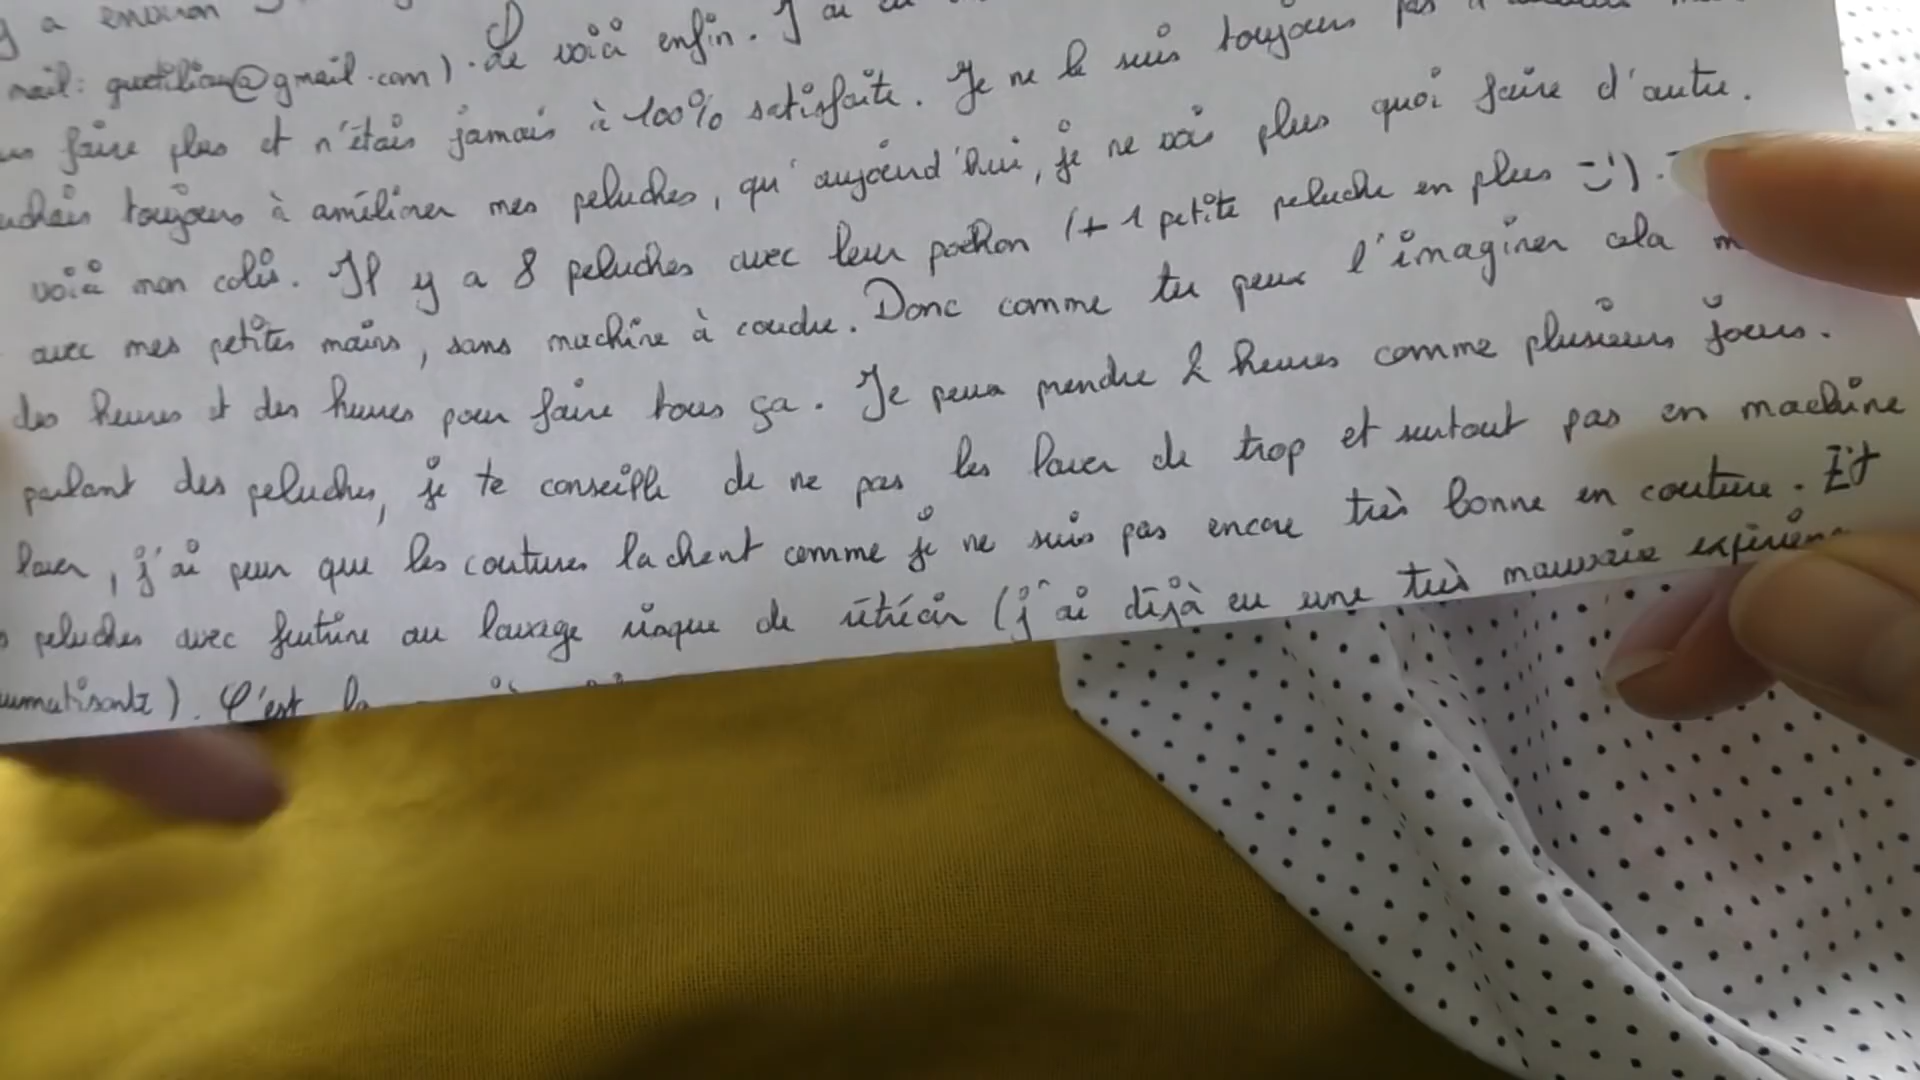 y a environ
mail: @gmail.com). Le voici enfin. J'ai eu
faire plus et n'étais jamais à 100% satisfaite. Je ne le suis toujours pas
toujours à améliorer mes peluches, qu'aujourd'hui, je ne vois plus quoi faire d'autre.
voici mon colis. Il y a 8 peluches avec leur pochon (+ 1 petite peluche en plus =')).
avec mes petites mains, sans machine à coudre. Donc comme tu peux l'imaginer cela m
des heures et des heures pour faire tous ça. Je peux prendre 2 heures comme plusieurs jours.
parlant des peluches, je te conseille de ne pas les laver de trop et surtout pas en machine
laver, j'ai peur que les coutures lachent comme je ne suis pas encore très bonne en couture. Et
peluches avec feutrine au lavage risque de rétrécir (j'ai déjà eu une très mauvaise expérienc
umatisante). C'est la